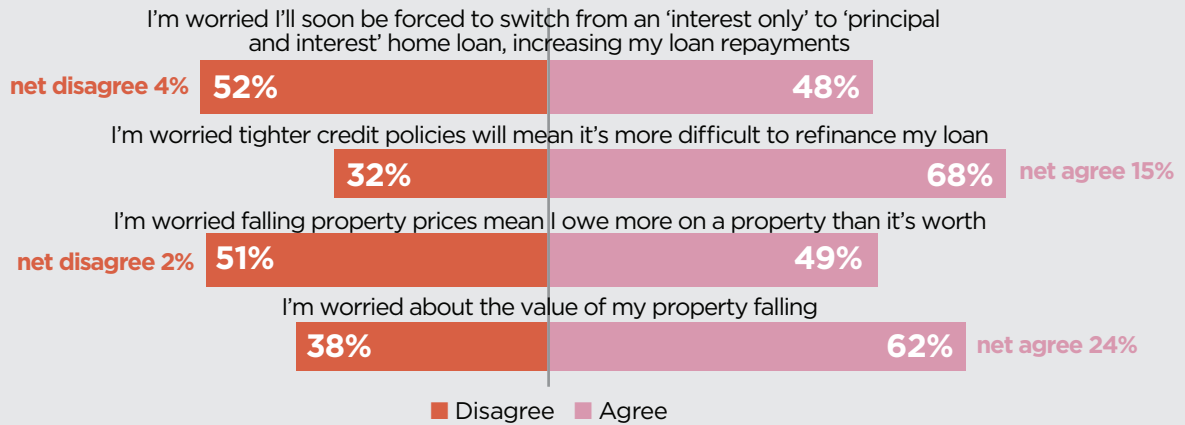 I’m worried I’ll soon be forced to switch from an ‘interest only’ to ‘principal
and interest’ home loan, increasing my loan repayments
net disagree 4% 52% 48%
I’m worried tighter credit policies will mean it’s more difficult to refinance my loan
32% 68% net agree 15%
I’m worried falling property prices mean I owe more on a property than it’s worth
net disagree 2% 51% 49%
I’m worried about the value of my property falling
38% 62% net agree 24%
Disagree Agree